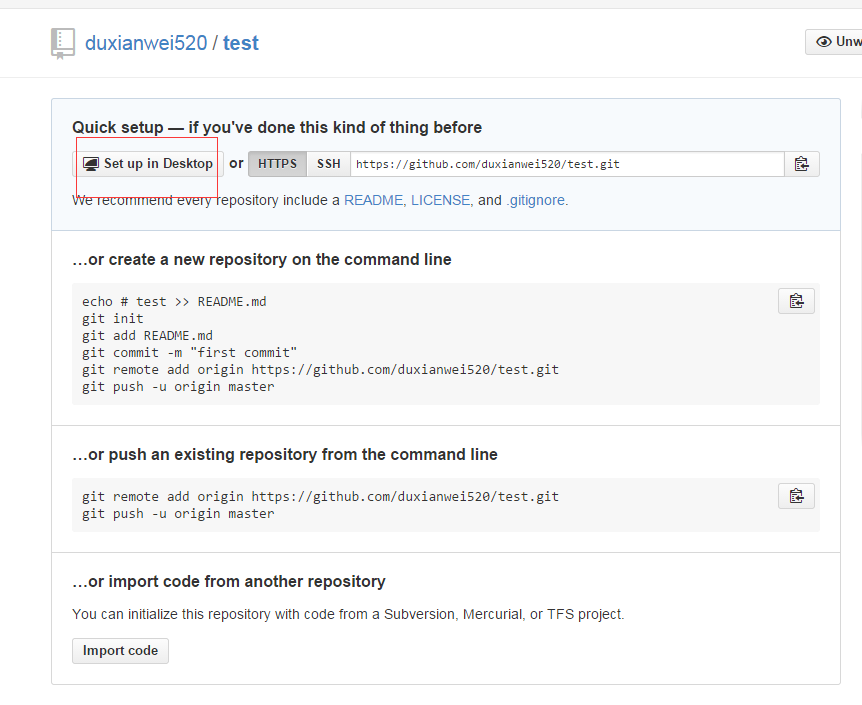 duxianwei520 / test
Quick setup — if you've done this kind of thing before
Set up in Desktop or HTTPS SSH https://github.com/duxianwei520/test.git
We recommend every repository include a README, LICENSE, and .gitignore.
…or create a new repository on the command line
echo # test >> README.md
git init
git add README.md
git commit -m "first commit"
git remote add origin https://github.com/duxianwei520/test.git
git push -u origin master
…or push an existing repository from the command line
git remote add origin https://github.com/duxianwei520/test.git
git push -u origin master
…or import code from another repository
You can initialize this repository with code from a Subversion, Mercurial, or TFS project.
Import code